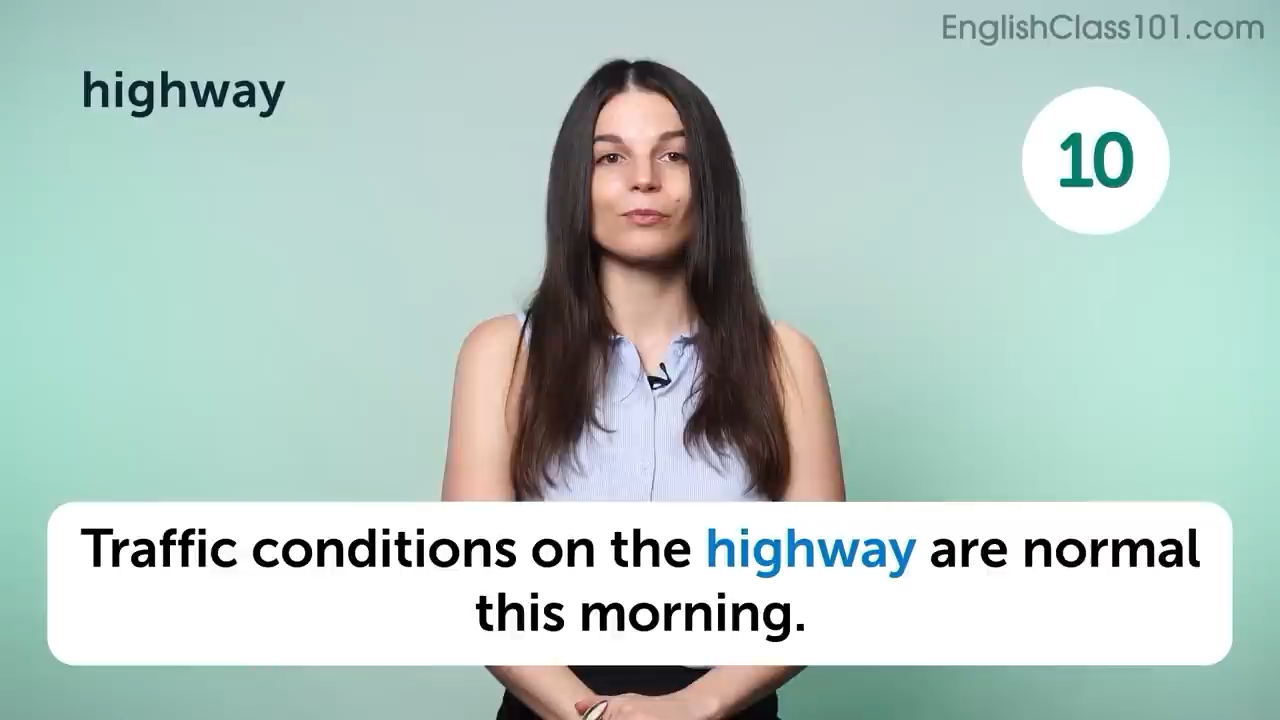 EnglishClass101.com
highway
10
Traffic conditions on the highway are normal
this morning.